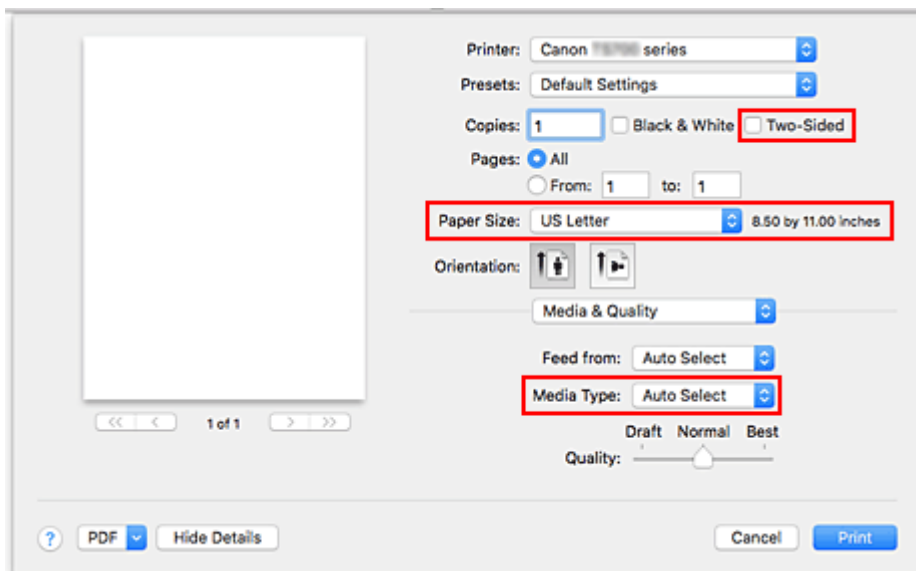 Printer: Canon series
Presets: Default Settings
Copies: 1 Black & White Two-Sided
Pages: All
From: 1 to: 1
Paper Size: US Letter 8.50 by 11.00 inches
Orientation:
Media & Quality
Feed from: Auto Select
Media Type: Auto Select
1 of 1
Draft Normal Best
Quality:
? PDF Hide Details Cancel Print